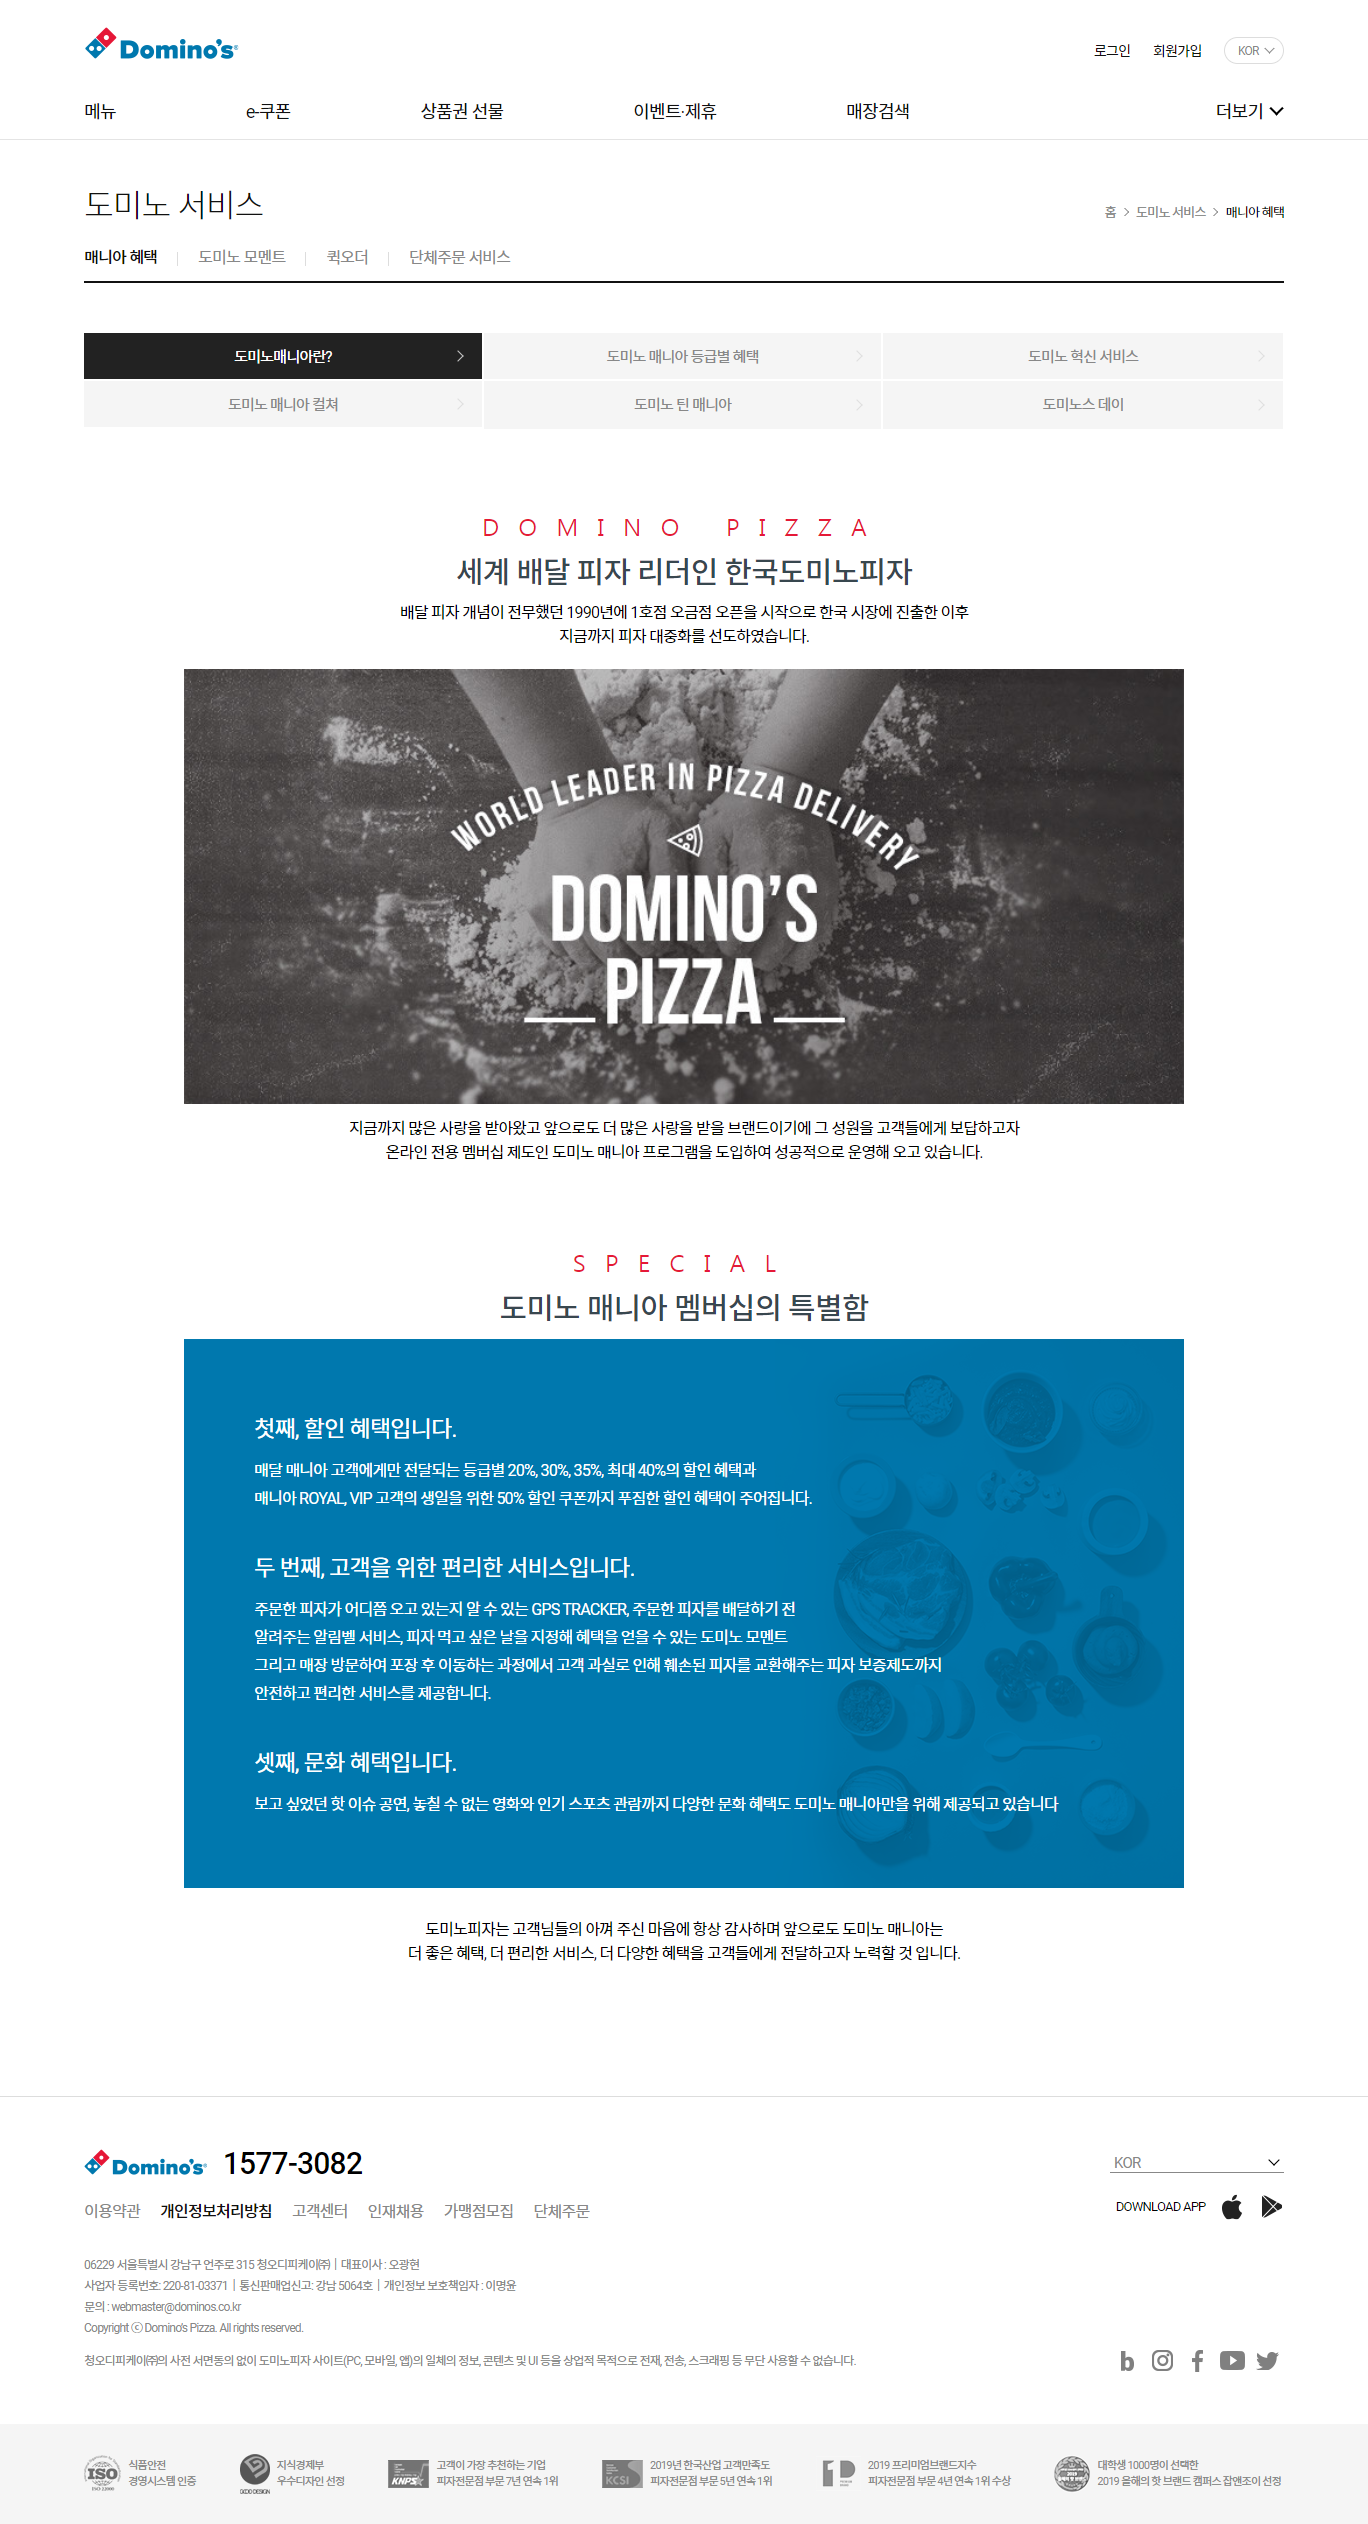 Domino's
로그인 회원가입 KOR
메뉴 e-쿠폰 상품권 선물 이벤트·제휴 매장검색 더보기
도미노 서비스
홈 > 도미노 서비스 > 매니아 혜택
매니아 혜택 도미노 모멘트 퀵오더 단체주문 서비스
도미노매니아란? 도미노 매니아 등급별 혜택 도미노 혁신 서비스
도미노 매니아 컬쳐 도미노 틴 매니아 도미노스 데이
DOMINO PIZZA
세계 배달 피자 리더인 한국도미노피자
배달 피자 개념이 전무했던 1990년에 1호점 오금점 오픈을 시작으로 한국 시장에 진출한 이후
지금까지 피자 대중화를 선도하였습니다.
WORLD LEADER IN PIZZA DELIVERY
DOMINO'S
PIZZA
지금까지 많은 사랑을 받아왔고 앞으로도 더 많은 사랑을 받을 브랜드이기에 그 성원을 고객들에게 보답하고자
온라인 전용 멤버십 제도인 도미노 매니아 프로그램을 도입하여 성공적으로 운영해 오고 있습니다.
SPECIAL
도미노 매니아 멤버십의 특별함
첫째, 할인 혜택입니다.
매달 매니아 고객에게만 전달되는 등급별 20%, 30%, 35%, 최대 40%의 할인 혜택과
매니아 ROYAL, VIP 고객의 생일을 위한 50% 할인 쿠폰까지 푸짐한 할인 혜택이 주어집니다.
두 번째, 고객을 위한 편리한 서비스입니다.
주문한 피자가 어디쯤 오고 있는지 알 수 있는 GPS TRACKER, 주문한 피자를 배달하기 전
알려주는 알림벨 서비스, 피자 먹고 싶은 날을 지정해 혜택을 얻을 수 있는 도미노 모멘트
그리고 매장 방문하여 포장 후 이동하는 과정에서 고객 과실로 인해 훼손된 피자를 교환해주는 피자 보증제도까지
안전하고 편리한 서비스를 제공합니다.
셋째, 문화 혜택입니다.
보고 싶었던 핫 이슈 공연, 놓칠 수 없는 영화와 인기 스포츠 관람까지 다양한 문화 혜택도 도미노 매니아만을 위해 제공되고 있습니다
도미노피자는 고객님들의 아껴 주신 마음에 항상 감사하며 앞으로도 도미노 매니아는
더 좋은 혜택, 더 편리한 서비스, 더 다양한 혜택을 고객들에게 전달하고자 노력할 것 입니다.
Domino's 1577-3082
KOR
이용약관 개인정보처리방침 고객센터 인재채용 가맹점모집 단체주문
DOWNLOAD APP
06229 서울특별시 강남구 언주로 315 청오디피케이㈜ | 대표이사 : 오광현
사업자 등록번호: 220-81-03371 | 통신판매업신고: 강남 5064호 | 개인정보 보호책임자 : 이명윤
문의 : webmaster@dominos.co.kr
Copyright ⓒ Domino's Pizza. All rights reserved.
청오디피케이㈜의 사전 서면동의 없이 도미노피자 사이트(PC, 모바일, 앱)의 일체의 정보, 콘텐츠 및 UI 등을 상업적 목적으로 전재, 전송, 스크래핑 등 무단 사용할 수 없습니다.
ISO
식품안전
경영시스템 인증
GOOD DESIGN
지식경제부
우수디자인 선정
KNPS
고객이 가장 추천하는 기업
피자전문점 부문 7년 연속 1위
KCSI
2019년 한국산업 고객만족도
피자전문점 부문 5년 연속 1위
2019 프리미엄브랜드지수
피자전문점 부문 4년 연속 1위 수상
대학생 1000명이 선택한
2019 올해의 핫 브랜드 캠퍼스 잡앤조이 선정